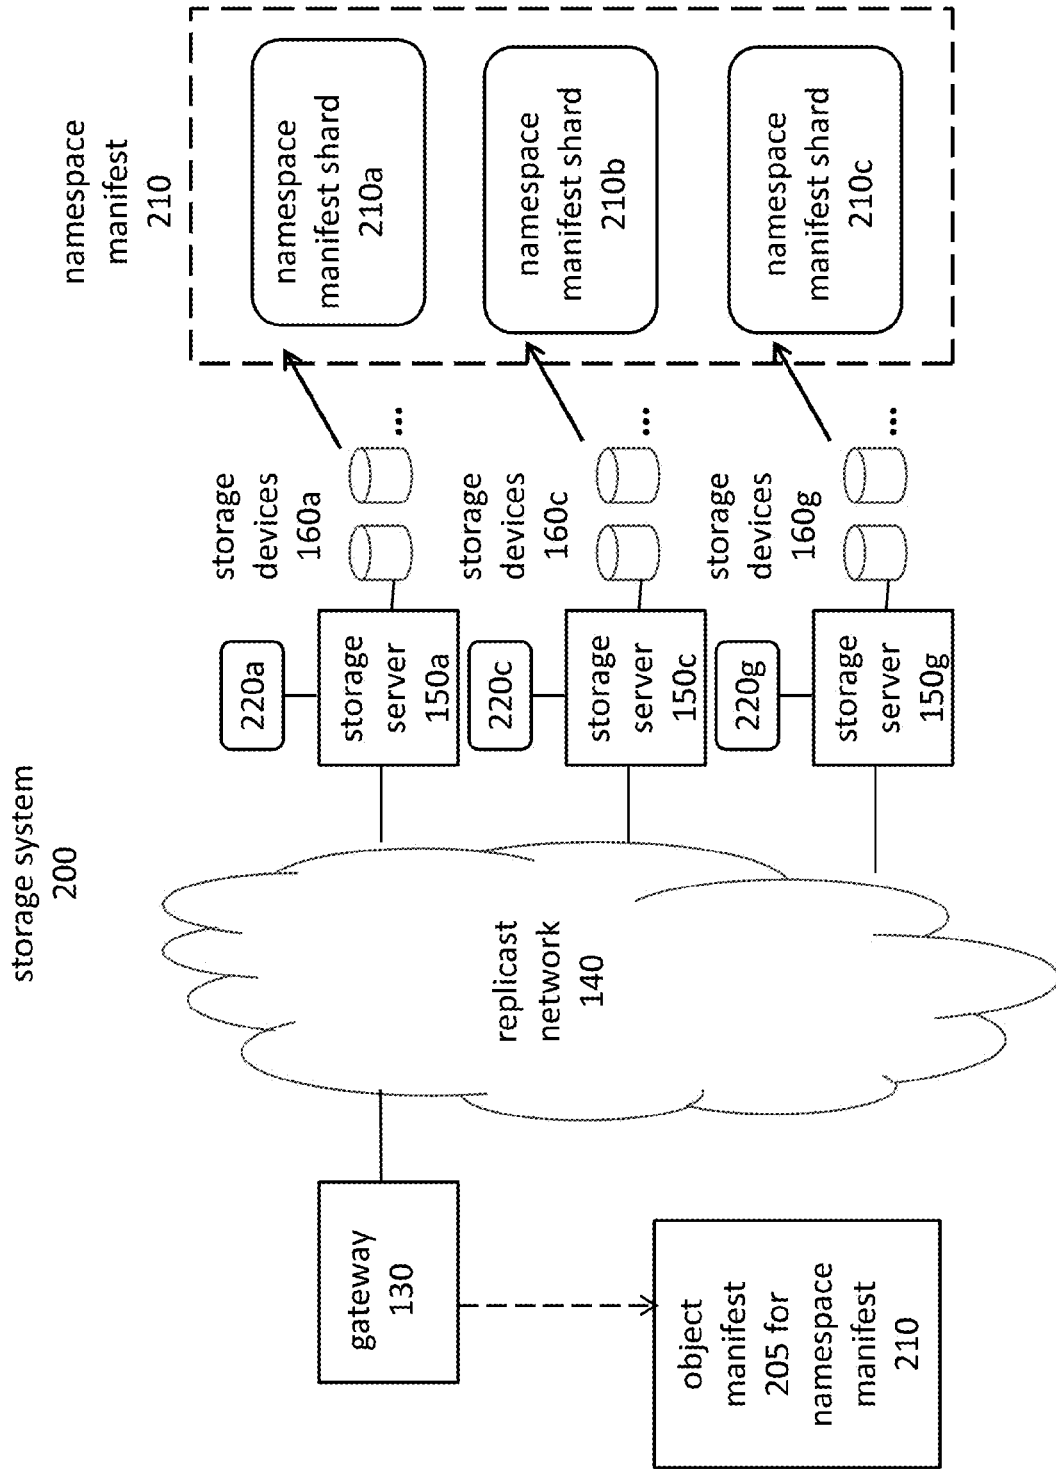 storage system
200
gateway
130
object
manifest
205 for
namespace
manifest
210
replicast
network
140
220a
storage
server
150a
storage
devices
160a
...
220c
storage
server
150c
storage
devices
160c
...
220g
storage
server
150g
storage
devices
160g
...
namespace
manifest
210
namespace
manifest shard
210a
namespace
manifest shard
210b
namespace
manifest shard
210c